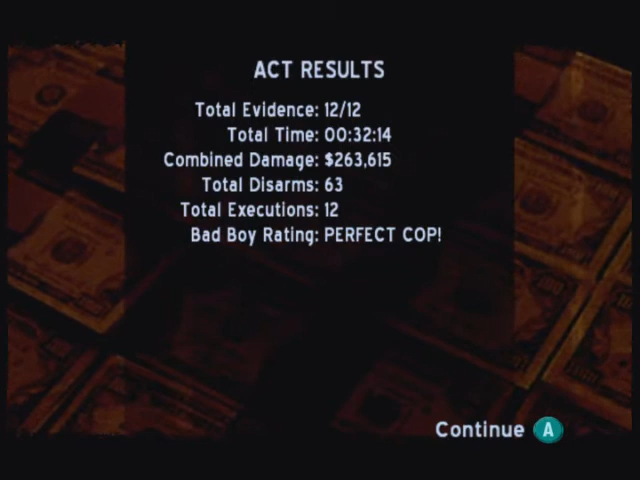 ACT RESULTS
Total Evidence: 12/12
Total Time: 00:32:14
Combined Damage: $263,615
Total Disarms: 63
Total Executions: 12
Bad Boy Rating: PERFECT COP!
Continue A